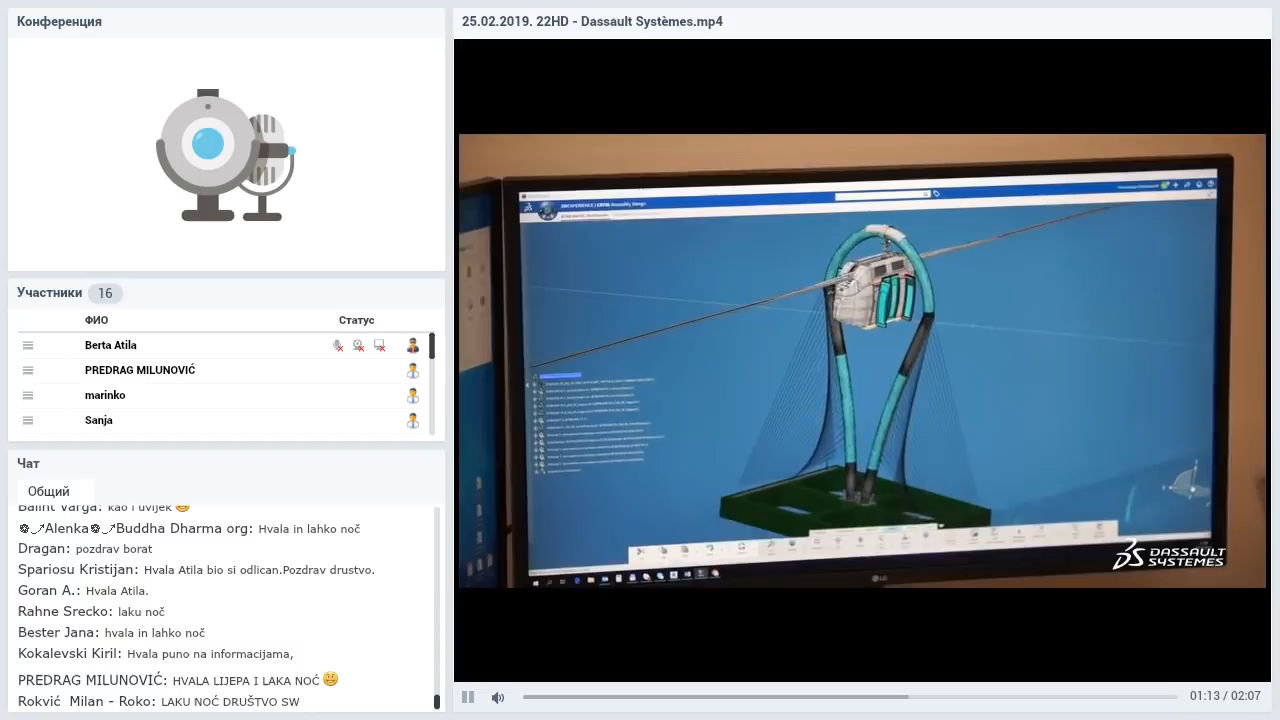 Конференция
25.02.2019. 22HD - Dassault Systèmes.mp4
Участники 16
ФИО Статус
Berta Atila
PREDRAG MILUNOVIĆ
marinko
Sanja
Чат
Общий
Balint Varga: kao i uvijek
Alenka Buddha Dharma org: Hvala in lahko noč
Dragan: pozdrav borat
Spariosu Kristijan: Hvala Atila bio si odlican.Pozdrav drustvo.
Goran A.: Hvala Atila.
Rahne Srecko: laku noč
Bester Jana: hvala in lahko noč
Kokalevski Kiril: Hvala puno na informacijama,
PREDRAG MILUNOVIĆ: HVALA LIJEPA I LAKA NOĆ
Rokvić Milan - Roko: LAKU NOĆ DRUŠTVO SW
LG
DASSAULT
SYSTEMES
01:13 / 02:07